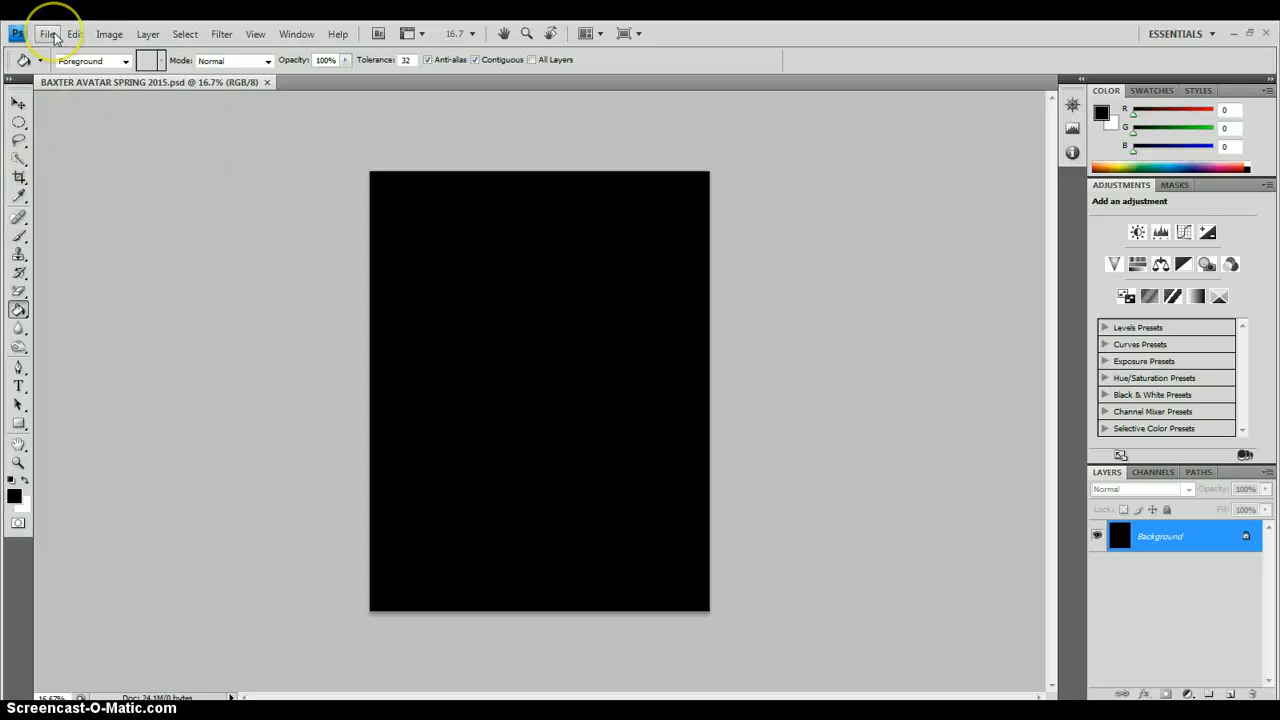 Ps File Edit Image Layer Select Filter View Window Help Br 16.7 ESSENTIALS
Foreground Mode: Normal Opacity: 100% Tolerance: 32 Anti-alias Contiguous All Layers
BAXTER AVATAR SPRING 2015.psd @ 16.7% (RGB/8)
COLOR SWATCHES STYLES
R 0
G 0
B 0
ADJUSTMENTS MASKS
Add an adjustment
Levels Presets
Curves Presets
Exposure Presets
Hue/Saturation Presets
Black & White Presets
Channel Mixer Presets
Selective Color Presets
LAYERS CHANNELS PATHS
Normal Opacity: 100%
Lock: Fill: 100%
Background
16.67% Doc: 24.1M/0 bytes
Screencast-O-Matic.com